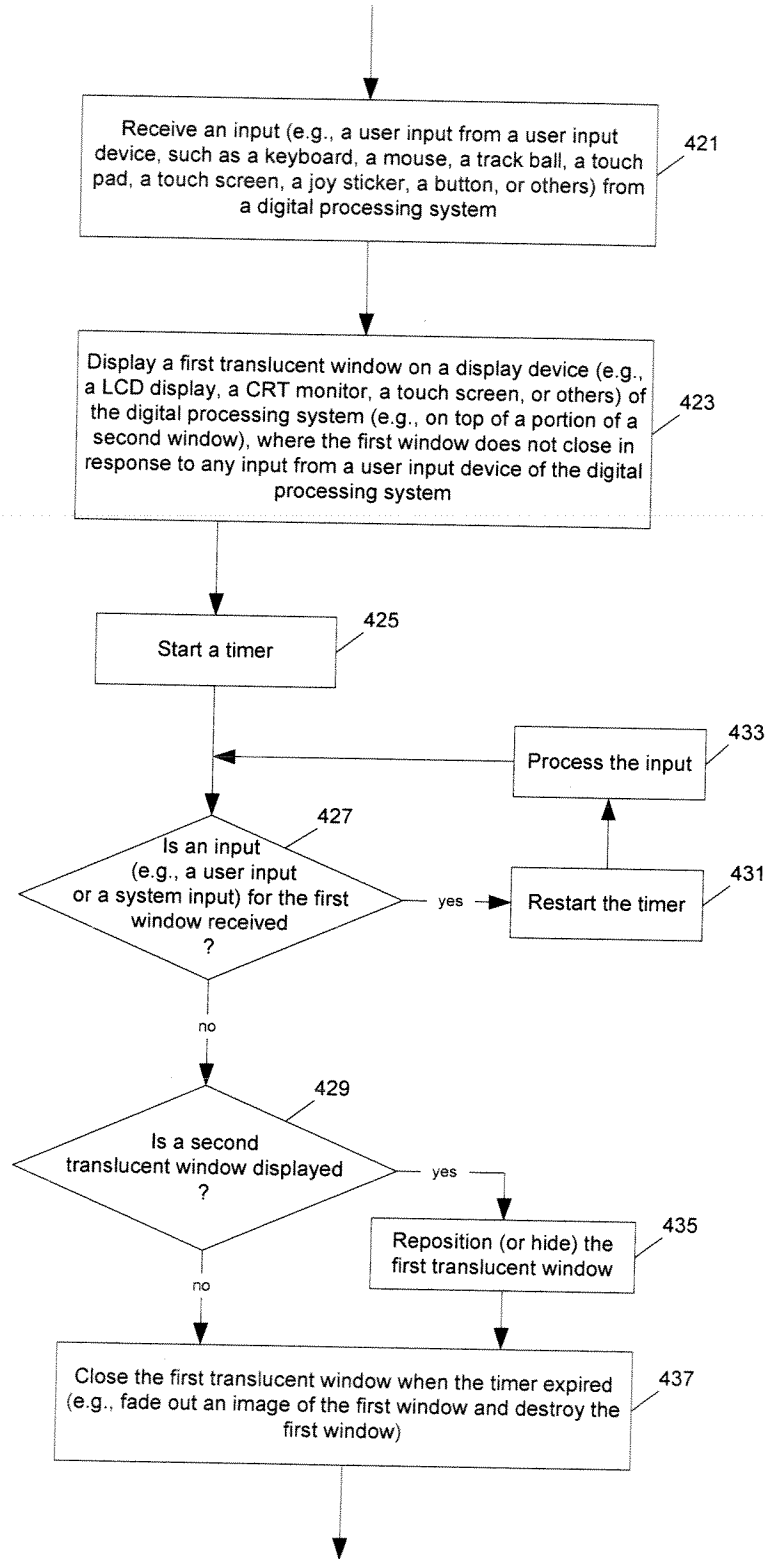 Receive an input (e.g., a user input from a user input
device, such as a keyboard, a mouse, a track ball, a touch
pad, a touch screen, a joy sticker, a button, or others) from
a digital processing system
421
Display a first translucent window on a display device (e.g.,
a LCD display, a CRT monitor, a touch screen, or others) of
the digital processing system (e.g., on top of a portion of a
second window), where the first window does not close in
response to any input from a user input device of the digital
processing system
423
Start a timer
425
Process the input
433
Is an input
(e.g., a user input
or a system input) for the first
window received
?
427
yes
Restart the timer
431
no
Is a second
translucent window displayed
?
429
yes
Reposition (or hide) the
first translucent window
435
no
Close the first translucent window when the timer expired
(e.g., fade out an image of the first window and destroy the
first window)
437